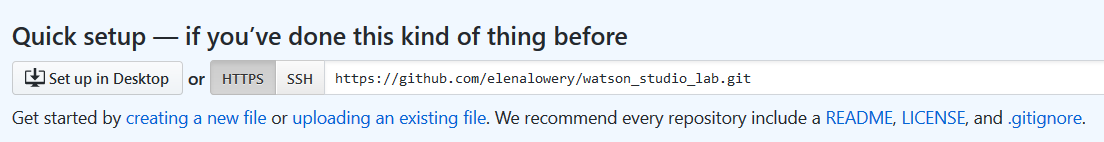 Quick setup — if you’ve done this kind of thing before
Set up in Desktop or HTTPS SSH https://github.com/elenalowery/watson_studio_lab.git
Get started by creating a new file or uploading an existing file. We recommend every repository include a README, LICENSE, and .gitignore.